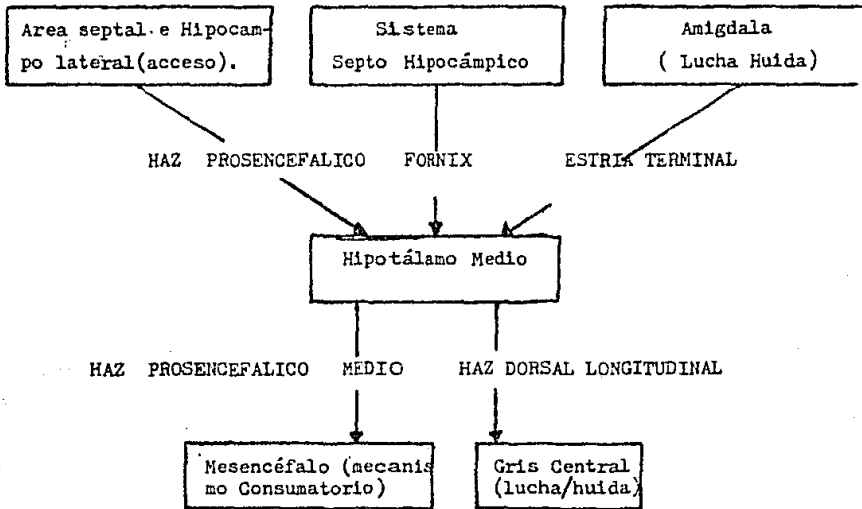 Area septal e Hipocam-
po lateral(acceso).
Sistema
Septo Hipocámpico
Amigdala
( Lucha Huida)
HAZ PROSENCEFALICO FORNIX ESTRIA TERMINAL
Hipotálamo Medio
HAZ PROSENCEFALICO MEDIO HAZ DORSAL LONGITUDINAL
Mesencéfalo (mecanis
mo Consumatorio)
Gris Central
(lucha/huida)